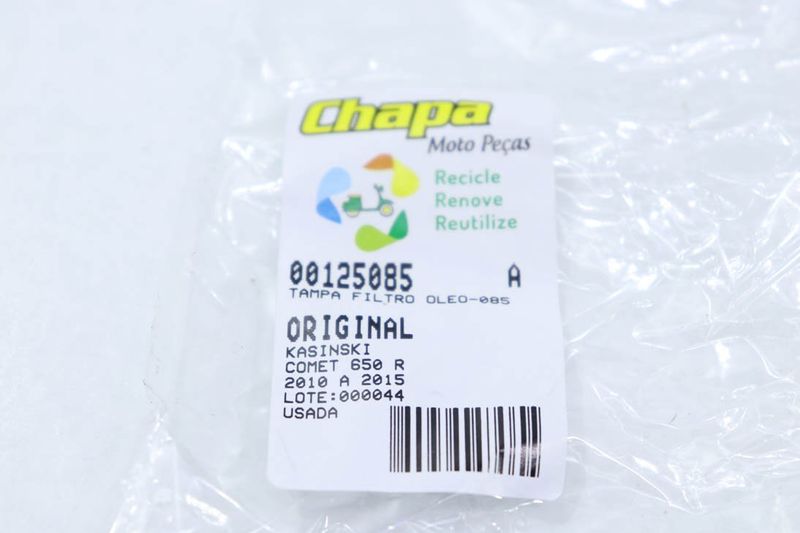 Chapa
Moto Peças
Recicle
Renove
Reutilize
00125085 A
TAMPA FILTRO OLEO-085
ORIGINAL
KASINSKI
COMET 650 R
2010 A 2015
LOTE:000044
USADA